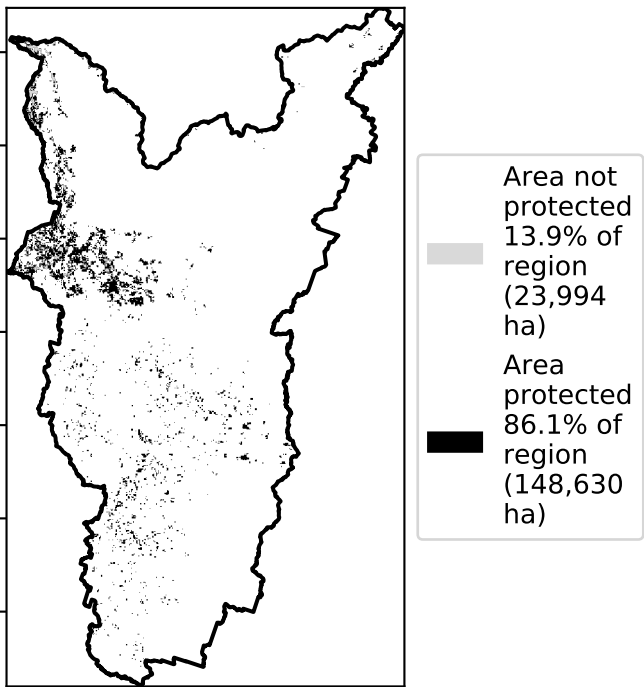 Area not
protected
13.9% of
region
(23,994
ha)
Area
protected
86.1% of
region
(148,630
ha)